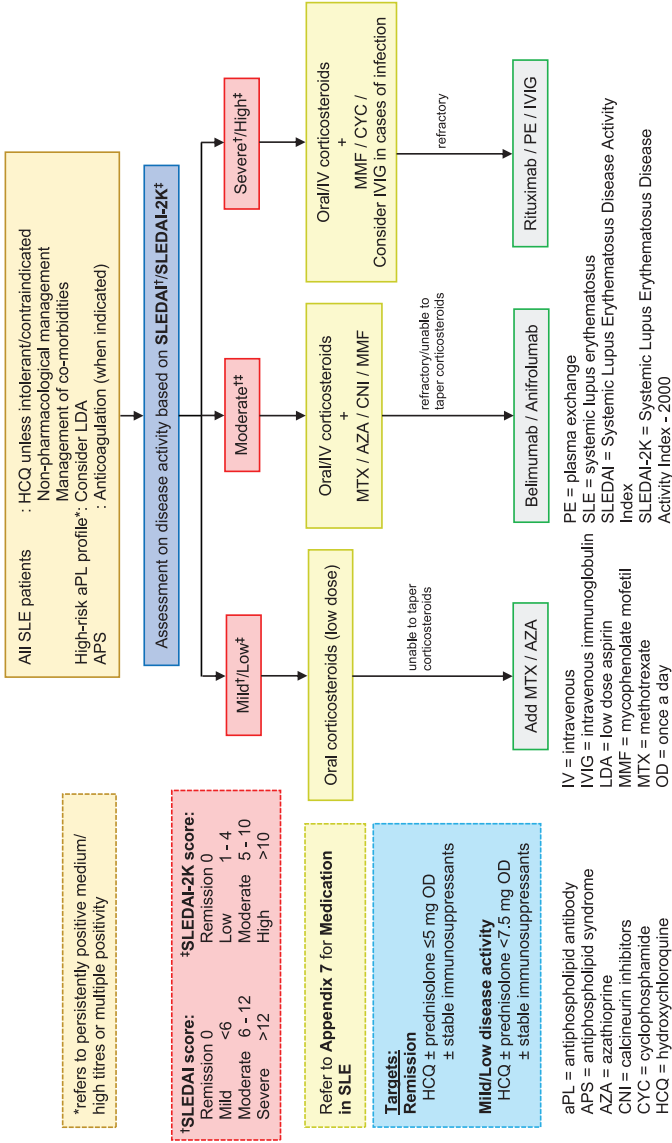 *refers to persistently positive medium/
high titres or multiple positivity
All SLE patients : HCQ unless intolerant/contraindicated
Non-pharmacological management
Management of co-morbidities
High-risk aPL profile*: Consider LDA
APS : Anticoagulation (when indicated)
Assessment on disease activity based on SLEDAI†/SLEDAI-2K‡
†SLEDAI score:
Remission 0
Mild <6
Moderate 6 - 12
Severe >12
‡SLEDAI-2K score:
Remission 0
Low 1 - 4
Moderate 5 - 10
High >10
Mild†/Low‡
Moderate†‡
Severe†/High‡
Refer to Appendix 7 for Medication
in SLE
Oral corticosteroids (low dose)
Oral/IV corticosteroids
+
MTX / AZA / CNI / MMF
Oral/IV corticosteroids
+
MMF / CYC /
Consider IVIG in cases of infection
Targets:
Remission
HCQ ± prednisolone ≤5 mg OD
± stable immunosuppressants
Mild/Low disease activity
HCQ ± prednisolone <7.5 mg OD
± stable immunosuppressants
unable to taper
corticosteroids
refractory/unable to
taper corticosteroids
refractory
Add MTX / AZA
Belimumab / Anifrolumab
Rituximab / PE / IVIG
aPL = antiphospholipid antibody
APS = antiphospholipid syndrome
AZA = azathioprine
CNI = calcineurin inhibitors
CYC = cyclophosphamide
HCQ = hydroxychloroquine
IV = intravenous
IVIG = intravenous immunoglobulin
LDA = low dose aspirin
MMF = mycophenolate mofetil
MTX = methotrexate
OD = once a day
PE = plasma exchange
SLE = systemic lupus erythematosus
SLEDAI = Systemic Lupus Erythematosus Disease Activity
Index
SLEDAI-2K = Systemic Lupus Erythematosus Disease
Activity Index - 2000